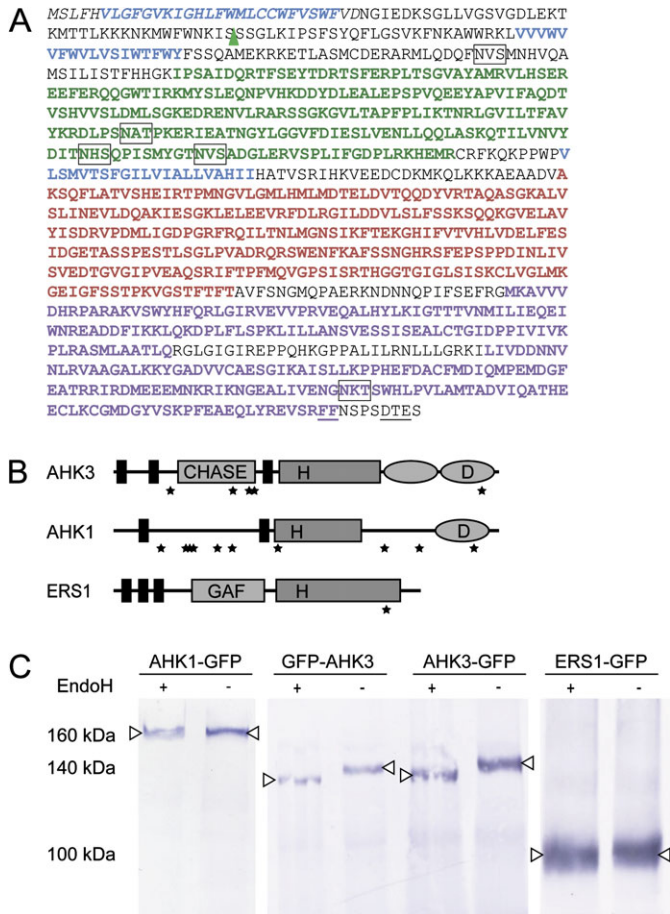 A
MSLFHVLGFGVKIGHLFWMLCCWFVSWFVDNGIEDKSGLLVGSVGDLEKT
KMTTLKKKNKMWFWNKISSSGLKIPSFSYQFLGSVKFNKAWWRKLVVVWV
VFWVLVSIWTFWYFSSQAMEKRKETLASMCDERARMLQDQFNVSMNHVQA
MSILISTFHHGKIPSAIDQRTFSEYTDRTSFERPLTSGVAYAMRVLHSER
EEFERQQGWTIRKMYSLEQNPVHKDDYDLEALEPSPVQEEYAPVIFAQDT
VSHVVSLDMLSGKEDRENVLRARSSGKGVLTAPFPLIKTNRLGVILTFAV
YKRDLPSNATPKERIEATNGYLGGVFDIESLVENLLQQLASKQTILVNVY
DITNHSQPISMYGTNVSADGLERVSPLIFGDPLRKHEMRCRFKQKPPWPV
LSMVTSFGILVIALLVAHIIHATVSRIHKVEEDCDKMKQLKKKAEAADVA
KSQFLATVSHEIRTPMNGVLGMLHMLMDTELDVTQQDYVRTAQASGKALV
SLINEVLDQAKIESGKLELEEVRFDLRGILDDVLSLFSSKSQQKGVELAV
YISDRVPDMLIGDPGRFRQILTNLMGNSIKFTEKGHIFVTVHLVDELFES
IDGETASSPESTLSGLPVADRQRSWENFKAFSSNGHRSFEPSPPDINLIV
SVEDTGVGIPVEAQSRIFTPFMQVGPSISRTHGGTGIGLSISKCLVGLMK
GEIGFSSTPKVGSTFTFTAVFSNGMQPAERKNDNNQPIFSEFRGMKAVVV
DHRPARAKVSWYHFQRLGIRVEVVPRVEQALHYLKIGTTTVNMILIEQEI
WNREADDFIKKLQKDPLFLSPKLILLANSVESSISEALCTGIDPPIVIVK
PLRASMLAATLQRGLGIGIREPPQHKGPPALILRNLLLGRKILIVDDNNV
NLRVAAGALKKYGADVVCAESGIKAISLLKPPHEFDACFMDIQMPEMDGF
EATRRIRDMEEEMNKRIKNGEALIVENGNKTSWHLPVLAMTADVIQATHE
ECLKCGMDGYVSKPFEAEQLYREVSRFFNSPSDTES
B
AHK3 CHASE H D
AHK1 H D
ERS1 GAF H
C
AHK1-GFP GFP-AHK3 AHK3-GFP ERS1-GFP
EndoH + - + - + - + -
160 kDa
140 kDa
100 kDa